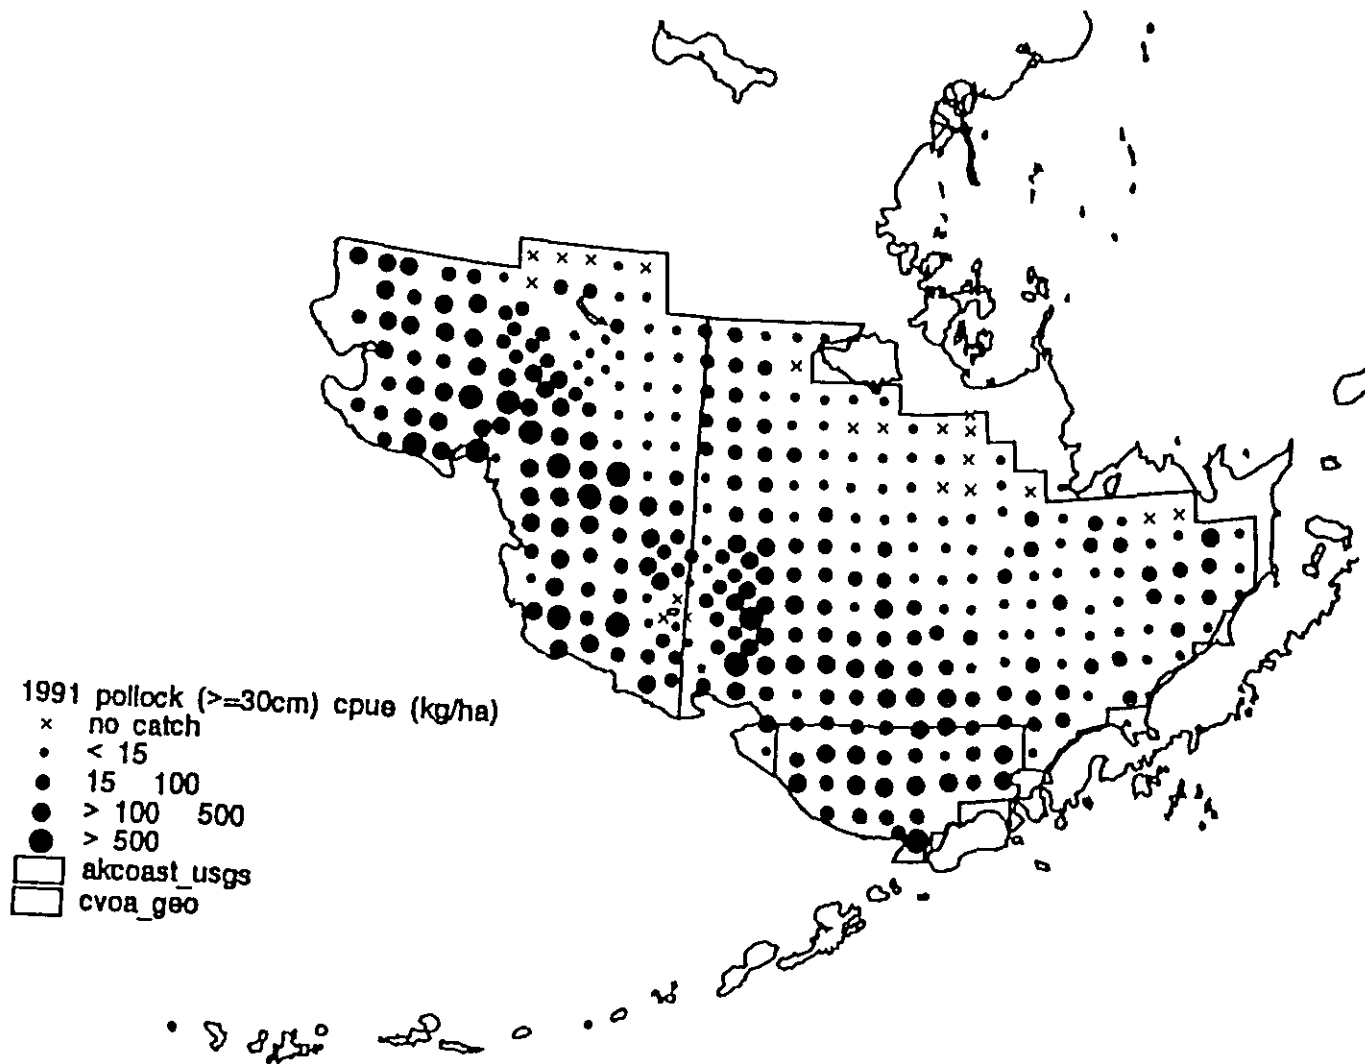 1991 pollock (>=30cm) cpue (kg/ha)
× no catch
< 15
15 100
> 100 500
> 500
akcoast_usgs
cvoa_geo